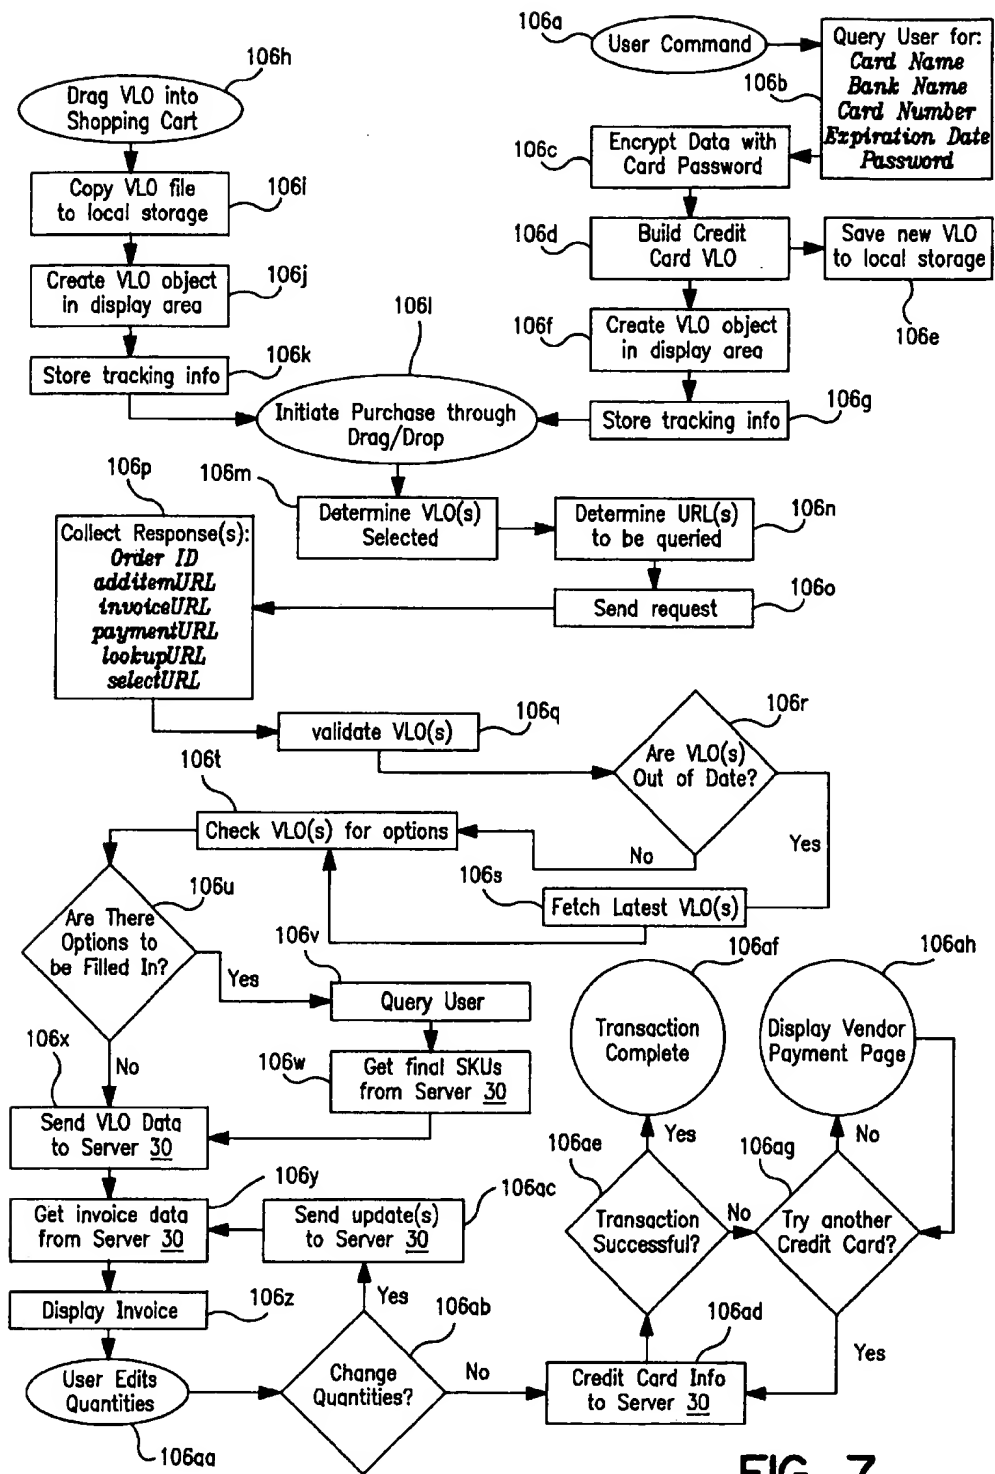 106a
User Command
Query User for:
Card Name
Bank Name
Card Number
Expiration Date
Password
106b
106h
Drag VLO into
Shopping Cart
106c
Encrypt Data with
Card Password
Copy VLO file
to local storage
106i
106d
Build Credit
Card VLO
Save new VLO
to local storage
106e
Create VLO object
in display area
106j
106f
Create VLO object
in display area
106l
Store tracking info
106k
Initiate Purchase through
Drag/Drop
Store tracking info
106g
106p
106m
Collect Response(s):
Order ID
additemURL
invoiceURL
paymentURL
lookupURL
selectURL
Determine VLO(s)
Selected
Determine URL(s)
to be queried
106n
Send request
106o
validate VLO(s)
106q
106r
Are VLO(s)
Out of Date?
106t
Check VLO(s) for options
No
Yes
106s
Fetch Latest VLO(s)
106u
Are There
Options to
be Filled In?
Yes
106v
Query User
106af
106ah
Transaction
Complete
Display Vendor
Payment Page
106x
No
106w
Get final SKUs
from Server 30
Send VLO Data
to Server 30
106ae
Yes
106ag
No
106y
Get invoice data
from Server 30
Send update(s)
to Server 30
106ac
Transaction
Successful?
No
Try another
Credit Card?
Display Invoice
106z
Yes
106ab
106ad
Yes
User Edits
Quantities
106aa
Change
Quantities?
No
Credit Card Info
to Server 30
FIG. 7